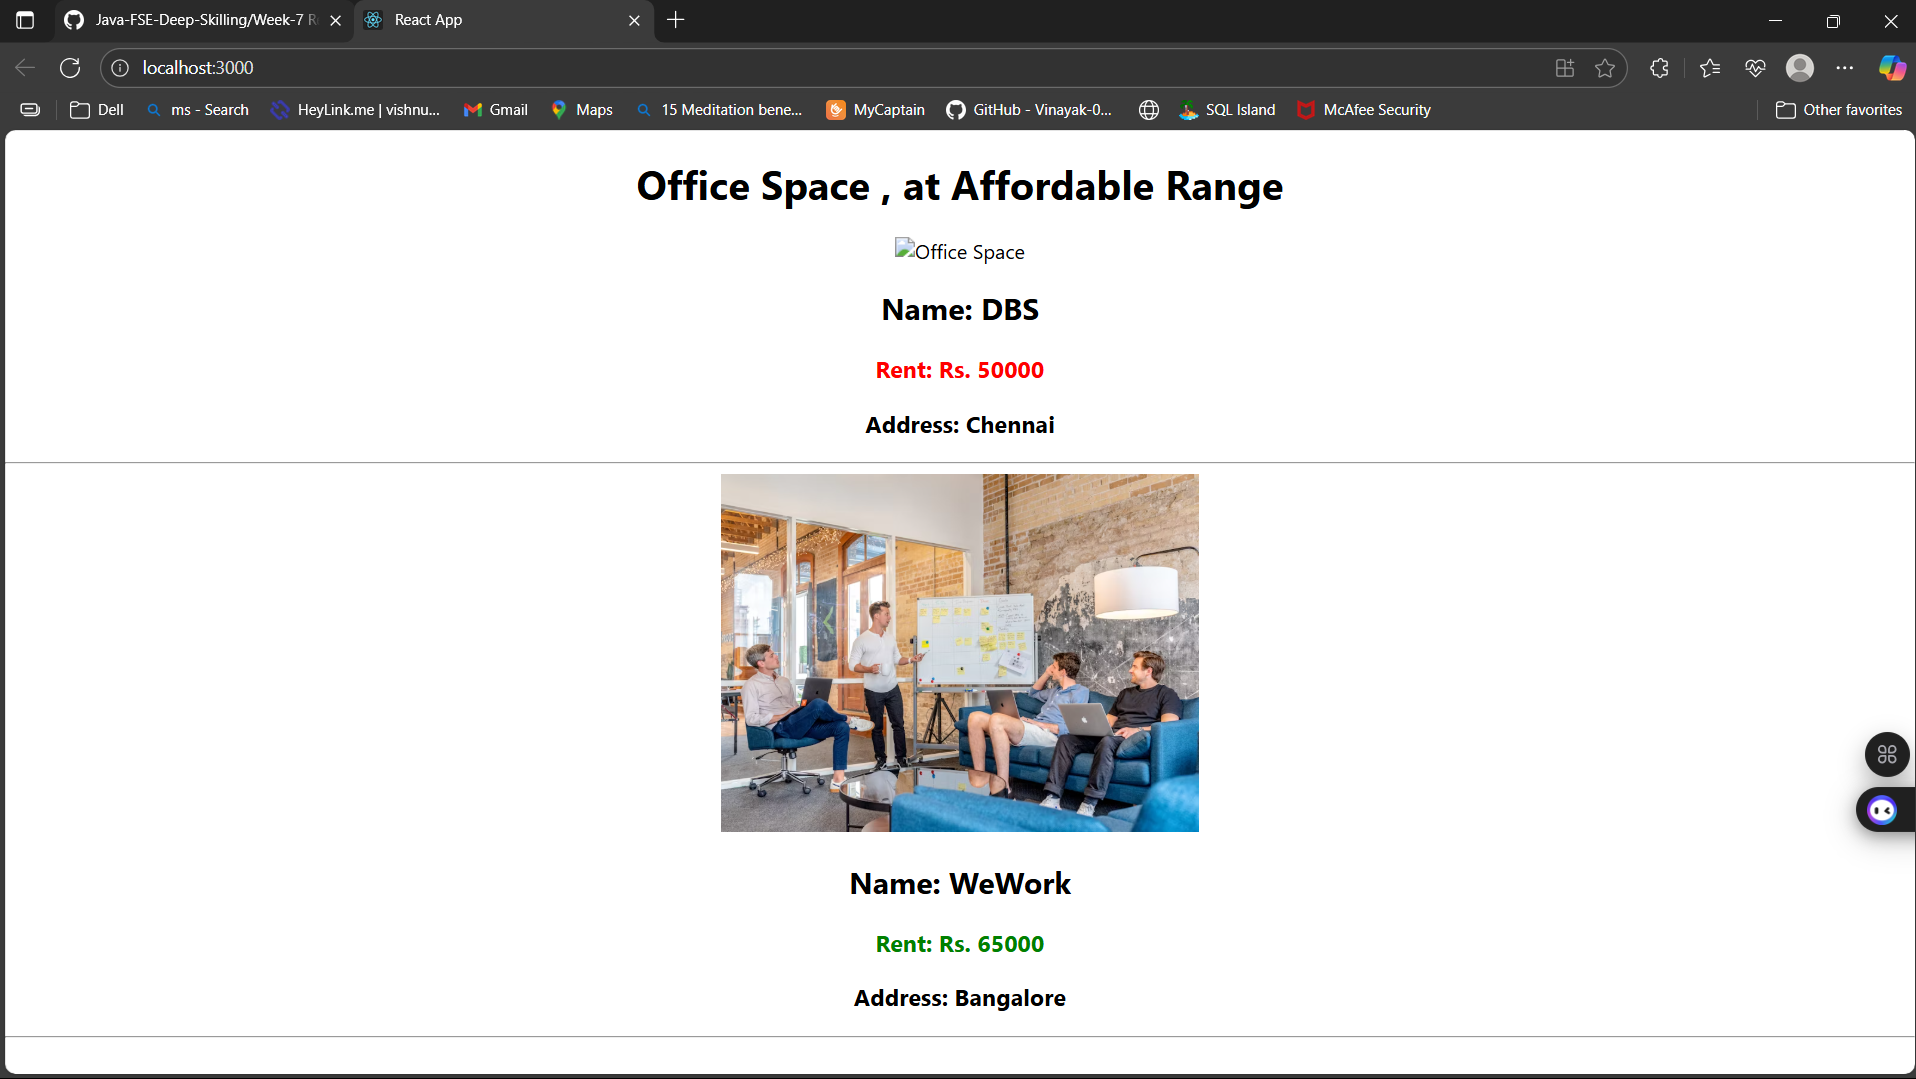 Java-FSE-Deep-Skilling/Week-7 R
React App
localhost:3000
Dell
ms - Search
HeyLink.me | vishnu...
Gmail
Maps
15 Meditation bene...
MyCaptain
GitHub - Vinayak-0...
SQL Island
McAfee Security
Other favorites
Office Space , at Affordable Range
Office Space
Name: DBS
Rent: Rs. 50000
Address: Chennai
Name: WeWork
Rent: Rs. 65000
Address: Bangalore